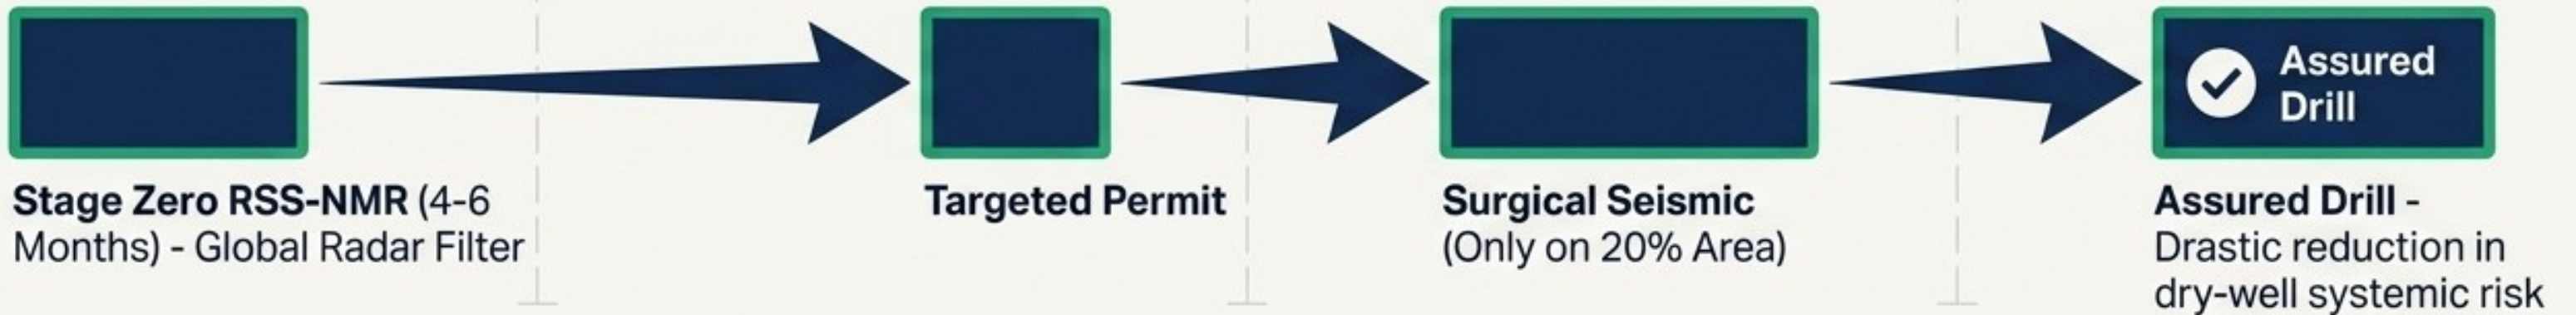 Assured
Drill
Stage Zero RSS-NMR (4-6
Months) - Global Radar Filter
Targeted Permit
Surgical Seismic
(Only on 20% Area)
Assured Drill -
Drastic reduction in
dry-well systemic risk